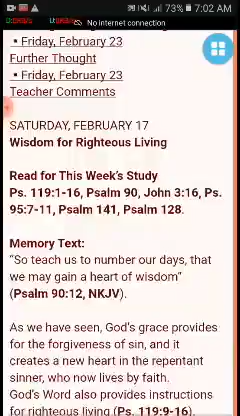 73% 7:02 AM
No internet connection
• Friday, February 23
Further Thought
• Friday, February 23
Teacher Comments
SATURDAY, FEBRUARY 17
Wisdom for Righteous Living
Read for This Week's Study
Ps. 119:1-16, Psalm 90, John 3:16, Ps.
95:7-11, Psalm 141, Psalm 128.
Memory Text:
“So teach us to number our days, that
we may gain a heart of wisdom”
(Psalm 90:12, NKJV).
As we have seen, God’s grace provides
for the forgiveness of sin, and it
creates a new heart in the repentant
sinner, who now lives by faith.
God’s Word also provides instructions
for righteous living (Ps. 119:9-16).